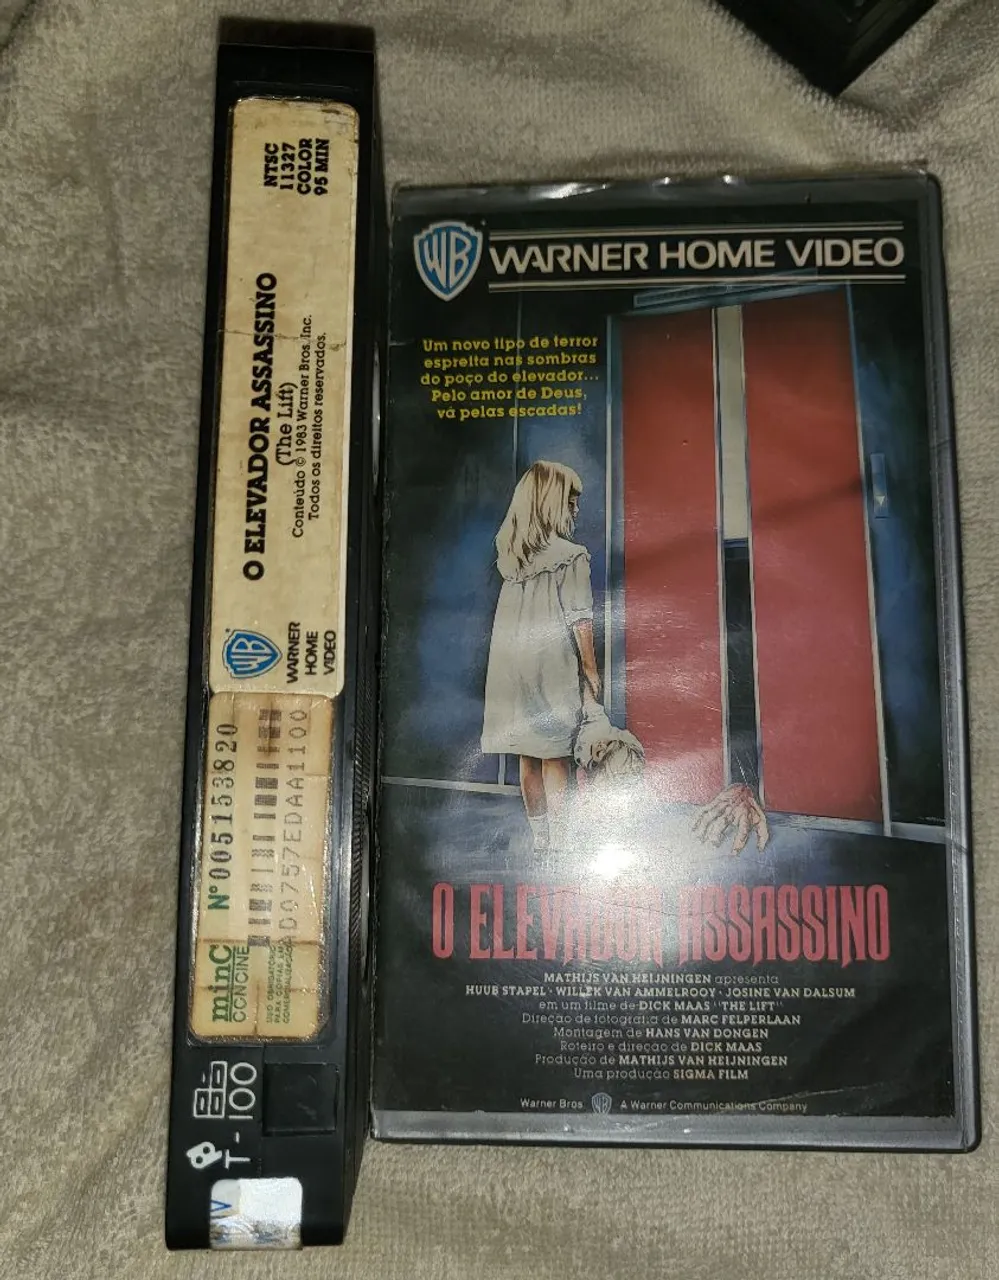 NTSC
11327
COLOR
95 MIN
O ELEVADOR ASSASSINO
(The Lift)
Conteúdo © 1983 Warner Bros. Inc.
Todos os direitos reservados.
WB
WARNER
HOME
VIDEO
Nº 005153820
D0757EDAA1100
minC
CONCINE
USO OBRIGATÓRIO
T-100
WB WARNER HOME VIDEO
Um novo tipo de terror
espreita nas sombras
do poço do elevador...
Pelo amor de Deus,
vá pelas escadas!
O ELEVADOR ASSASSINO
MATHIJS VAN HEIJNINGEN apresenta
HUUB STAPEL · WILLEK VAN AMMELROOY · JOSINE VAN DALSUM
em um filme de DICK MAAS "THE LIFT"
Direção de fotografia de MARC FELPERLAAN
Montagem de HANS VAN DONGEN
Roteiro e direção de DICK MAAS
Produção de MATHIJS VAN HEIJNINGEN
Uma produção SIGMA FILM
Warner Bros WB A Warner Communications Company